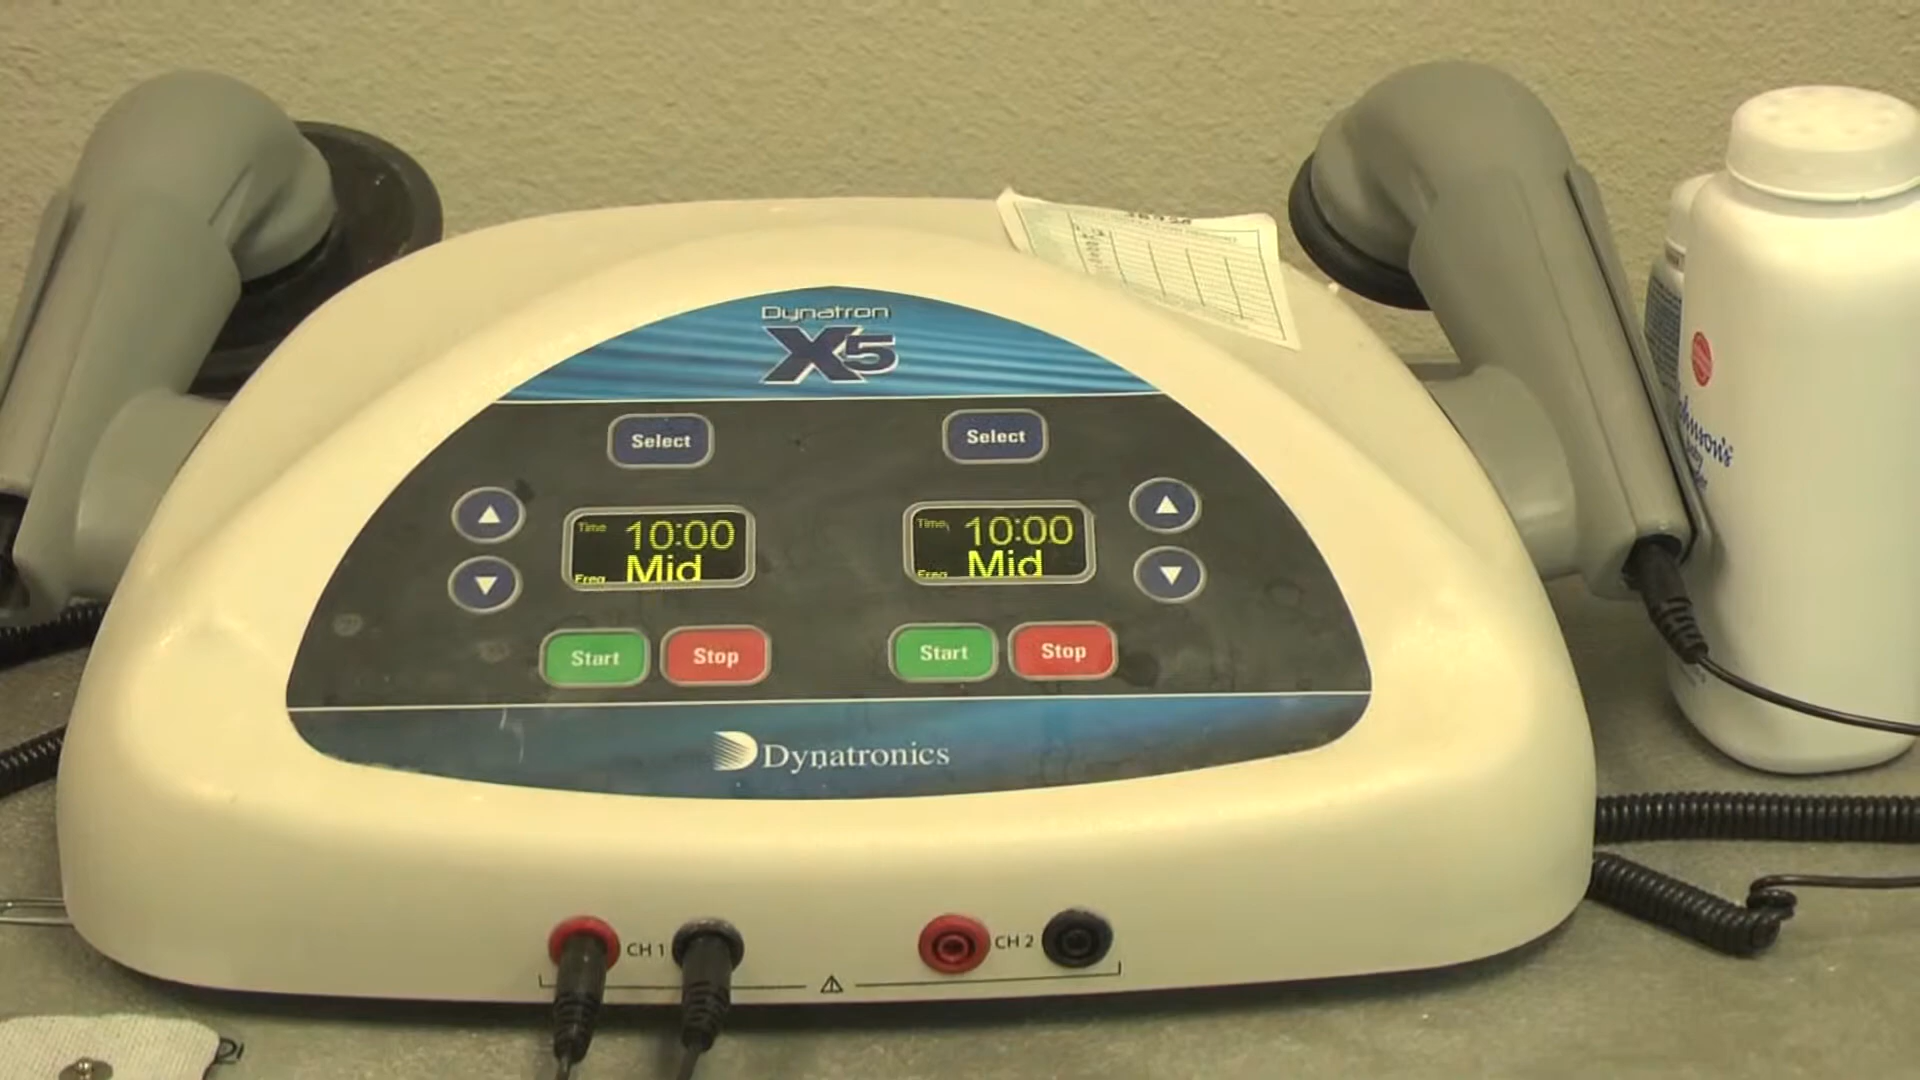 Dynatron
X5
Select
Select
Time 10:00
Freq Mid
Time 10:00
Freq Mid
Start
Stop
Start
Stop
Dynatronics
CH 1
CH 2
Johnson's